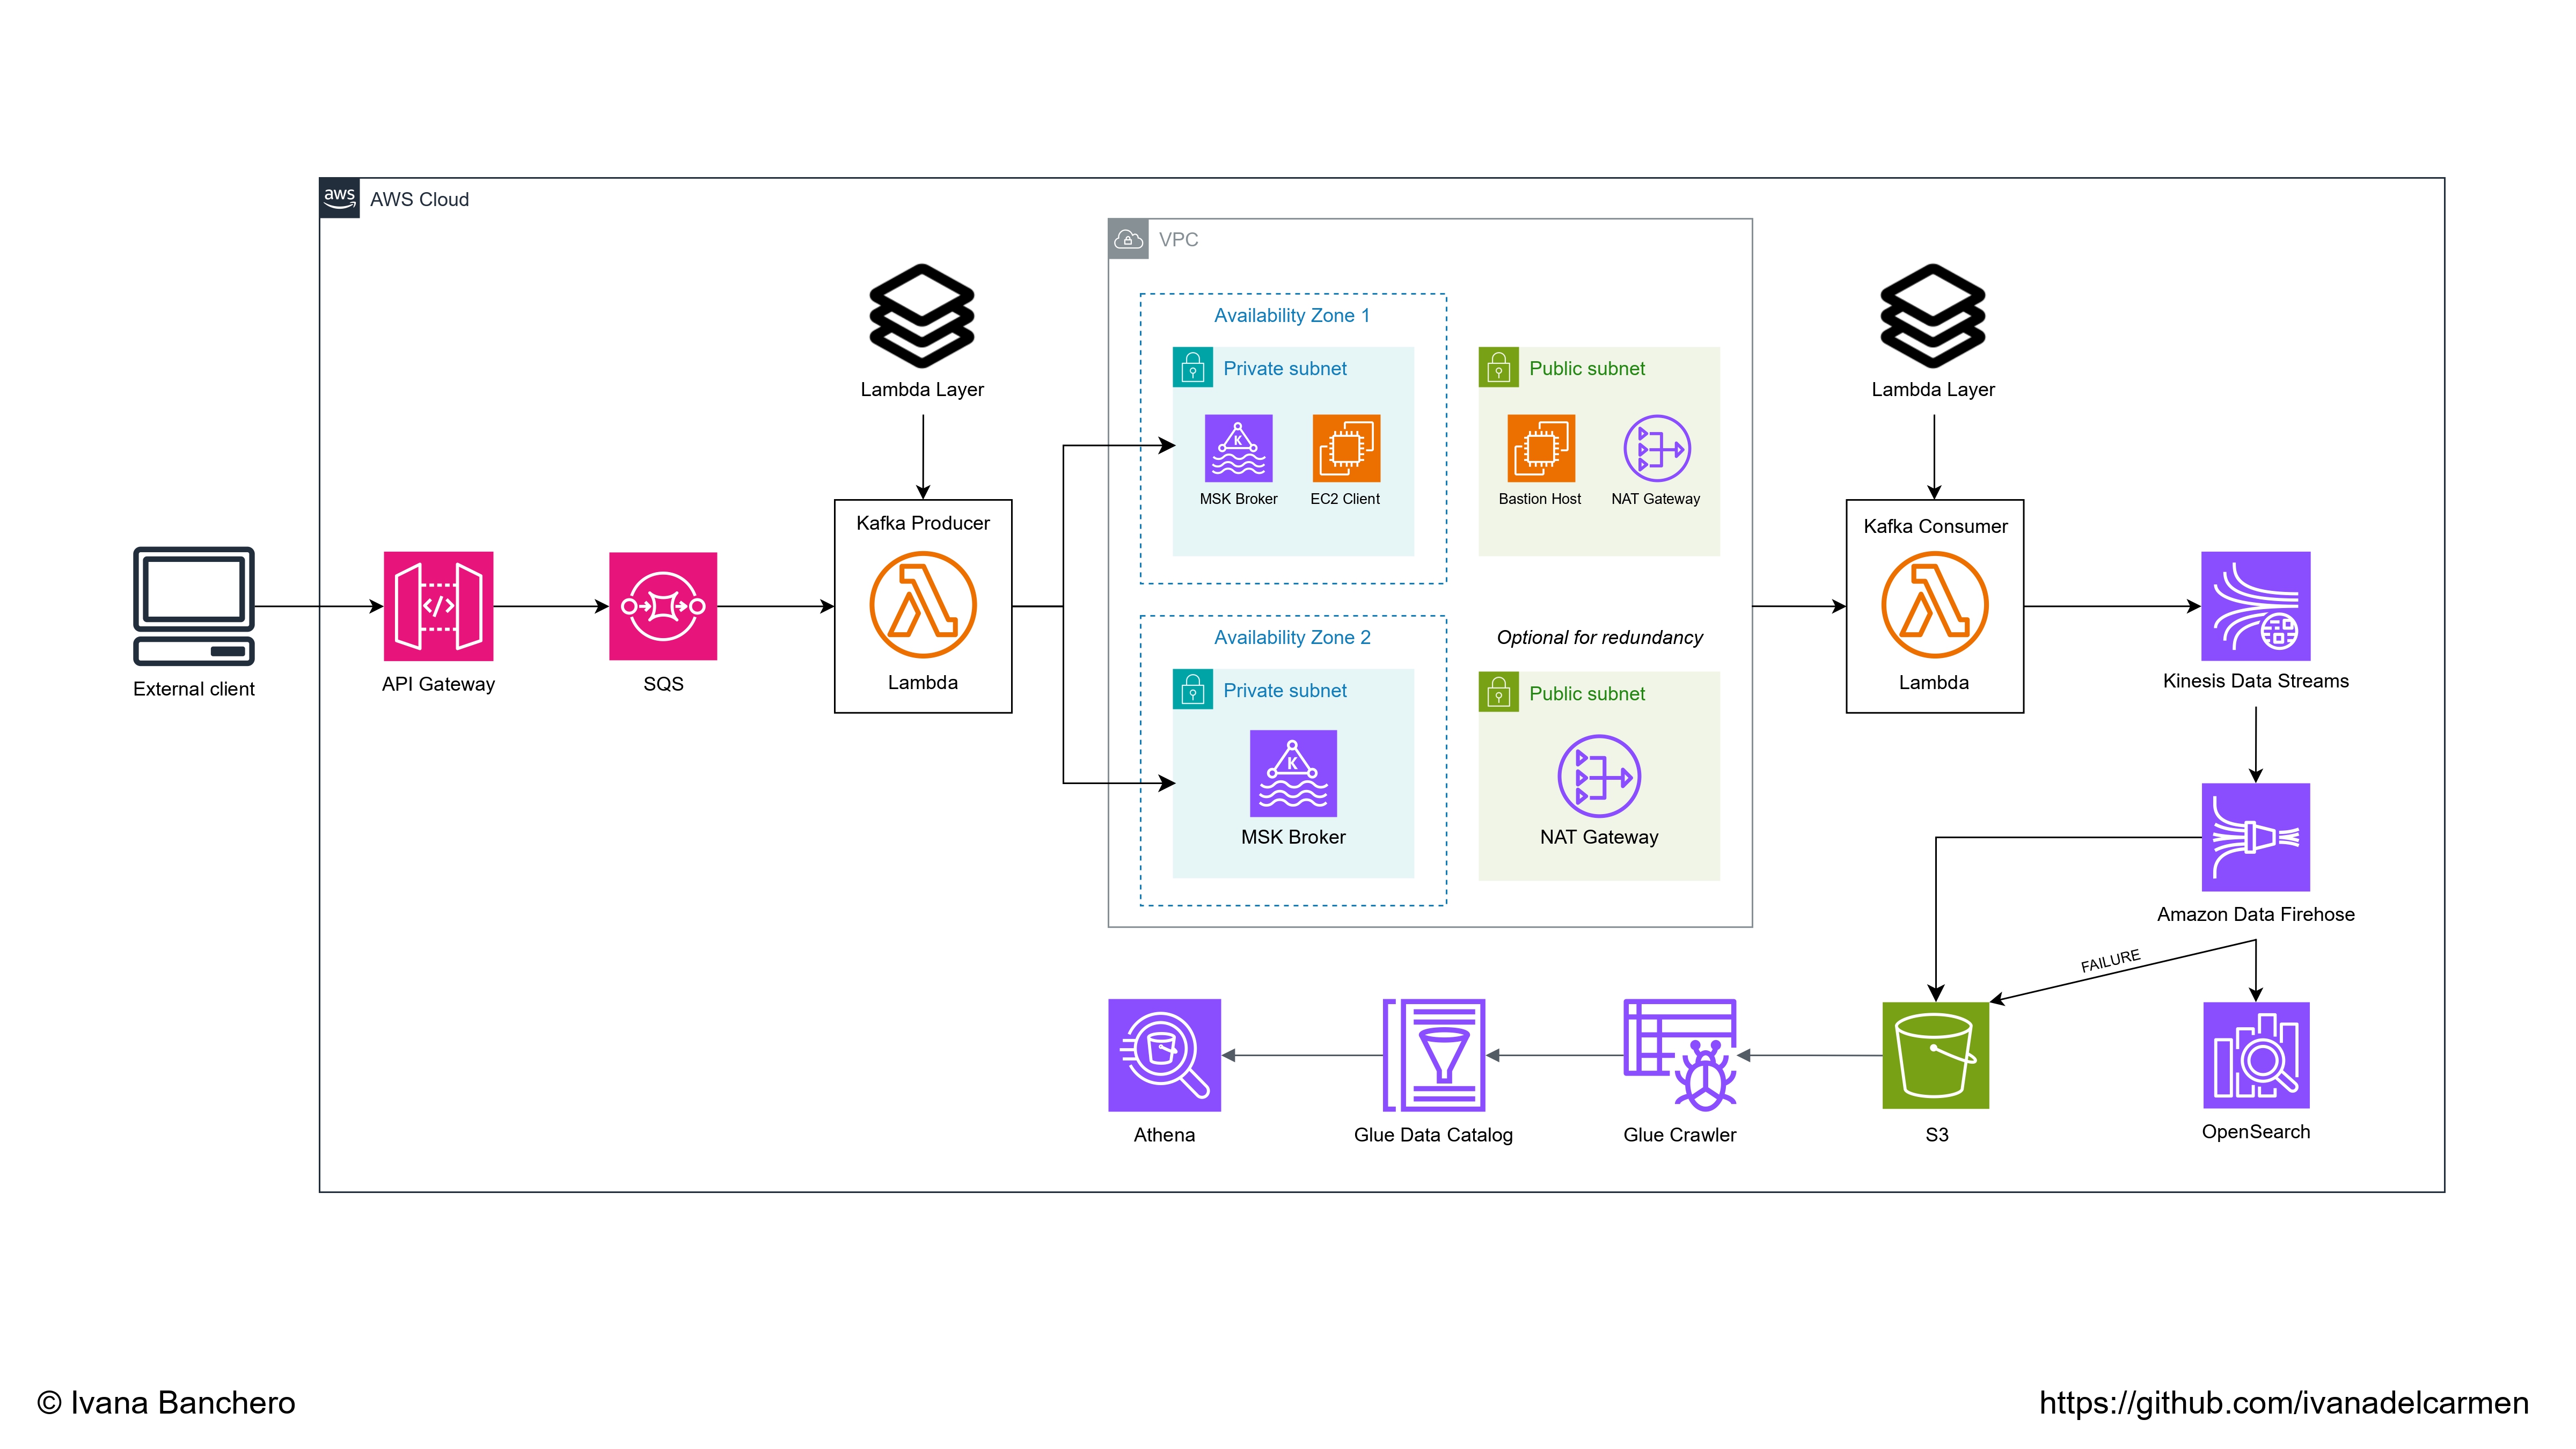 aws
AWS Cloud
VPC
Lambda Layer
Availability Zone 1
Private subnet
K
MSK Broker
EC2 Client
Public subnet
Bastion Host
NAT Gateway
Lambda Layer
External client
</>
API Gateway
SQS
Kafka Producer
Lambda
Availability Zone 2
Private subnet
K
MSK Broker
Optional for redundancy
Public subnet
NAT Gateway
Kafka Consumer
Lambda
Kinesis Data Streams
Amazon Data Firehose
FAILURE
Athena
Glue Data Catalog
Glue Crawler
S3
OpenSearch
© Ivana Banchero
https://github.com/ivanadelcarmen